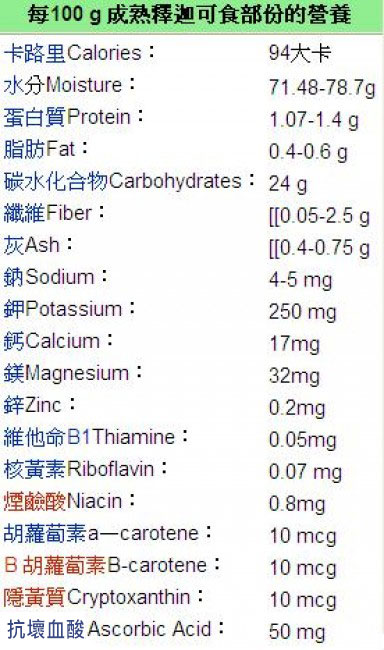 每100 g 成熟釋迦可食部份的營養
卡路里Calories： 94大卡
水分Moisture： 71.48-78.7g
蛋白質Protein： 1.07-1.4 g
脂肪Fat： 0.4-0.6 g
碳水化合物Carbohydrates： 24 g
纖維Fiber： [[0.05-2.5 g
灰Ash： [[0.4-0.75 g
鈉Sodium： 4-5 mg
鉀Potassium： 250 mg
鈣Calcium： 17mg
鎂Magnesium： 32mg
鋅Zinc： 0.2mg
維他命B1Thiamine： 0.05mg
核黃素Riboflavin： 0.07 mg
煙鹼酸Niacin： 0.8mg
胡蘿蔔素a—carotene： 10 mcg
B 胡蘿蔔素B-carotene： 10 mcg
隱黃質Cryptoxanthin： 10 mcg
抗壞血酸Ascorbic Acid： 50 mg